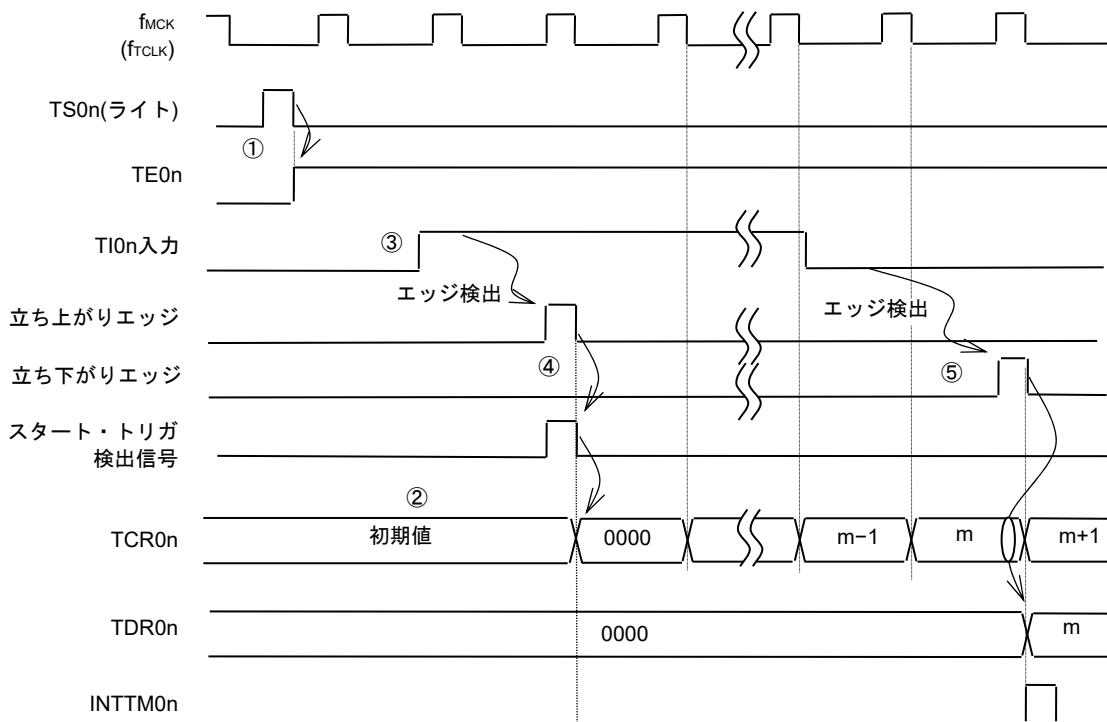 fMCK
(fTCLK)
TS0n(ライト)
①
TE0n
TI0n入力
③
エッジ検出
エッジ検出
立ち上がりエッジ
④
立ち下がりエッジ
⑤
スタート・トリガ
検出信号
②
TCR0n
初期値
0000
m−1
m
m+1
TDR0n
0000
m
INTTM0n